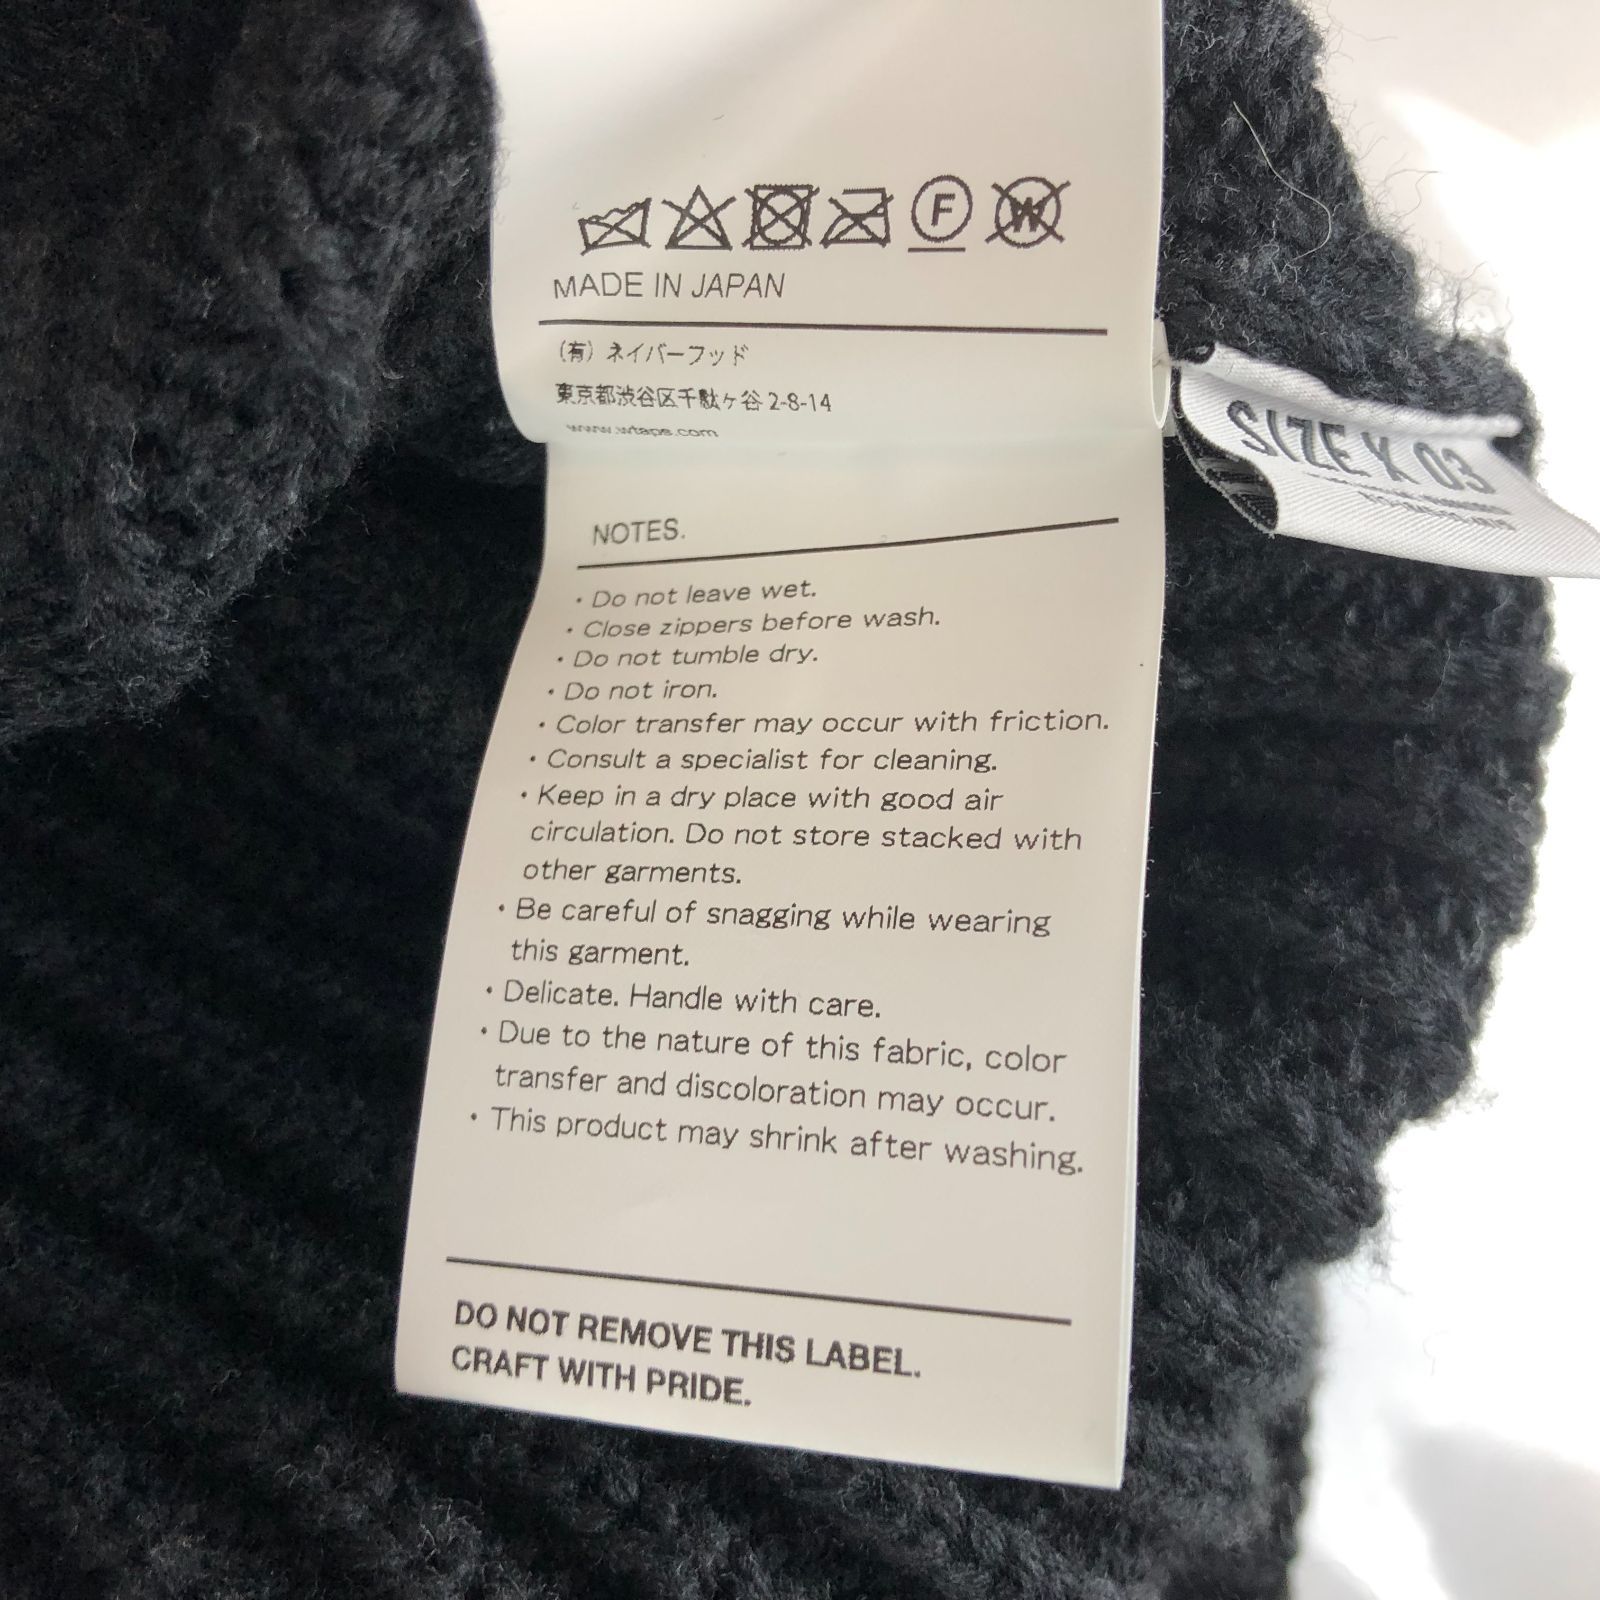 F W
MADE IN JAPAN
(有) ネイバーフッド
東京都渋谷区千駄ヶ谷 2-8-14
www.wtaps.com
NOTES.
・Do not leave wet.
・Close zippers before wash.
・Do not tumble dry.
・Do not iron.
・Color transfer may occur with friction.
・Consult a specialist for cleaning.
・Keep in a dry place with good air
circulation. Do not store stacked with
other garments.
・Be careful of snagging while wearing
this garment.
・Delicate. Handle with care.
・Due to the nature of this fabric, color
transfer and discoloration may occur.
・This product may shrink after washing.
DO NOT REMOVE THIS LABEL.
CRAFT WITH PRIDE.
SIZE X 03